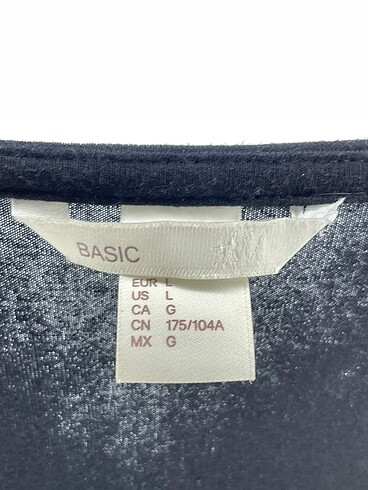 BASIC
EUR L
US L
CA G
CN 175/104A
MX G